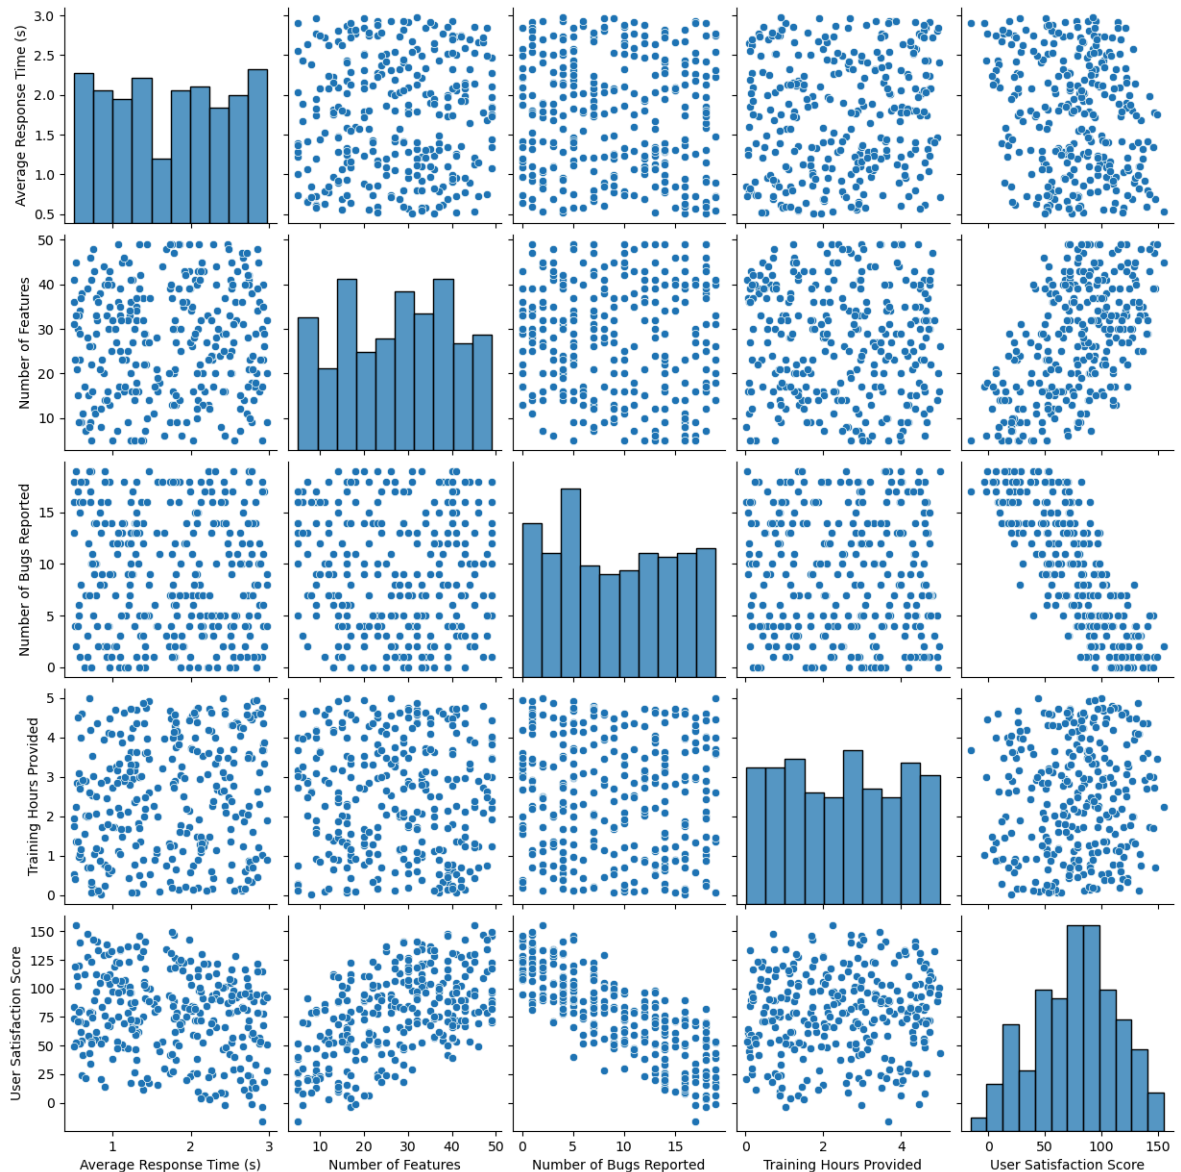 3.0
2.5
2.0
1.5
1.0
0.5
Average Response Time (s)
50
40
30
20
10
Number of Features
15
10
5
0
Number of Bugs Reported
5
4
3
2
1
0
Training Hours Provided
150
125
100
75
50
25
0
User Satisfaction Score
1 2 3
10 20 30 40 50
0 5 10 15
0 2 4
0 50 100 150
Average Response Time (s)
Number of Features
Number of Bugs Reported
Training Hours Provided
User Satisfaction Score